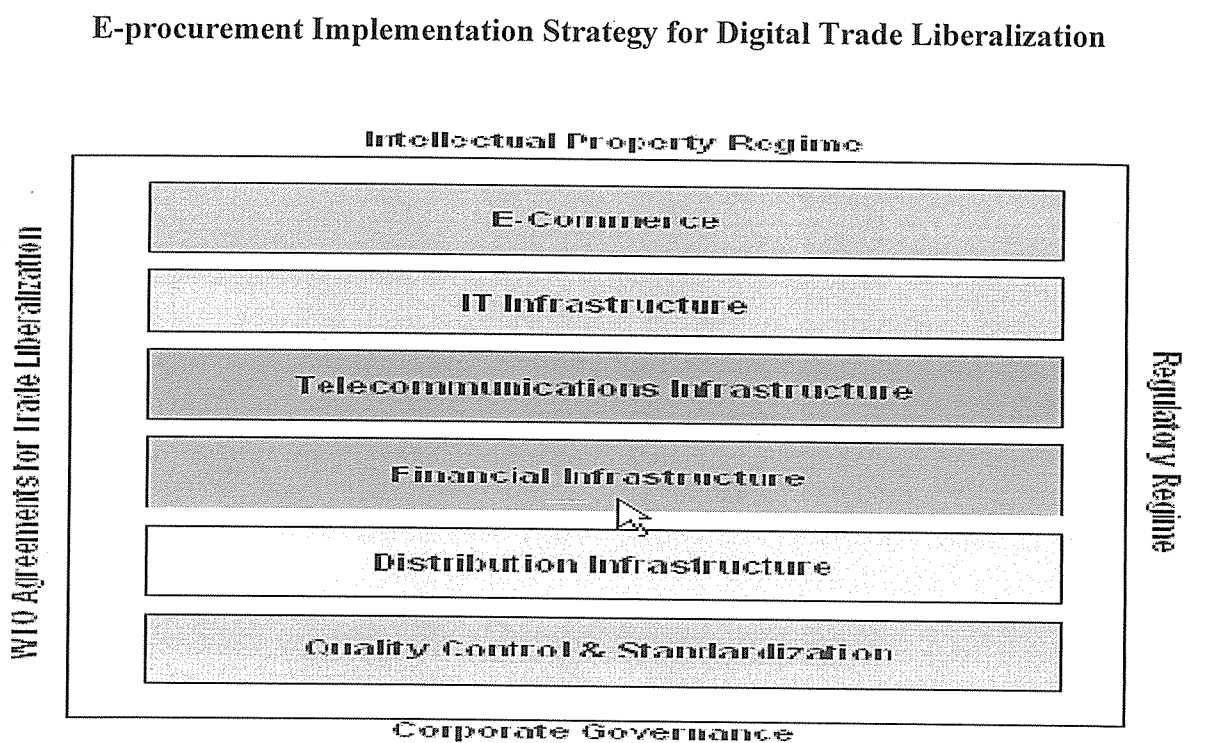 E-procurement Implementation Strategy for Digital Trade Liberalization
Intellectual Property Regime
E-Commerce
IT Infrastructure
Telecommunications Infrastructure
Financial Infrastructure
Distribution Infrastructure
Quality Control & Standardization
Corporate Governance
WTO Agreements for Trade Liberalization
Regulatory Regime